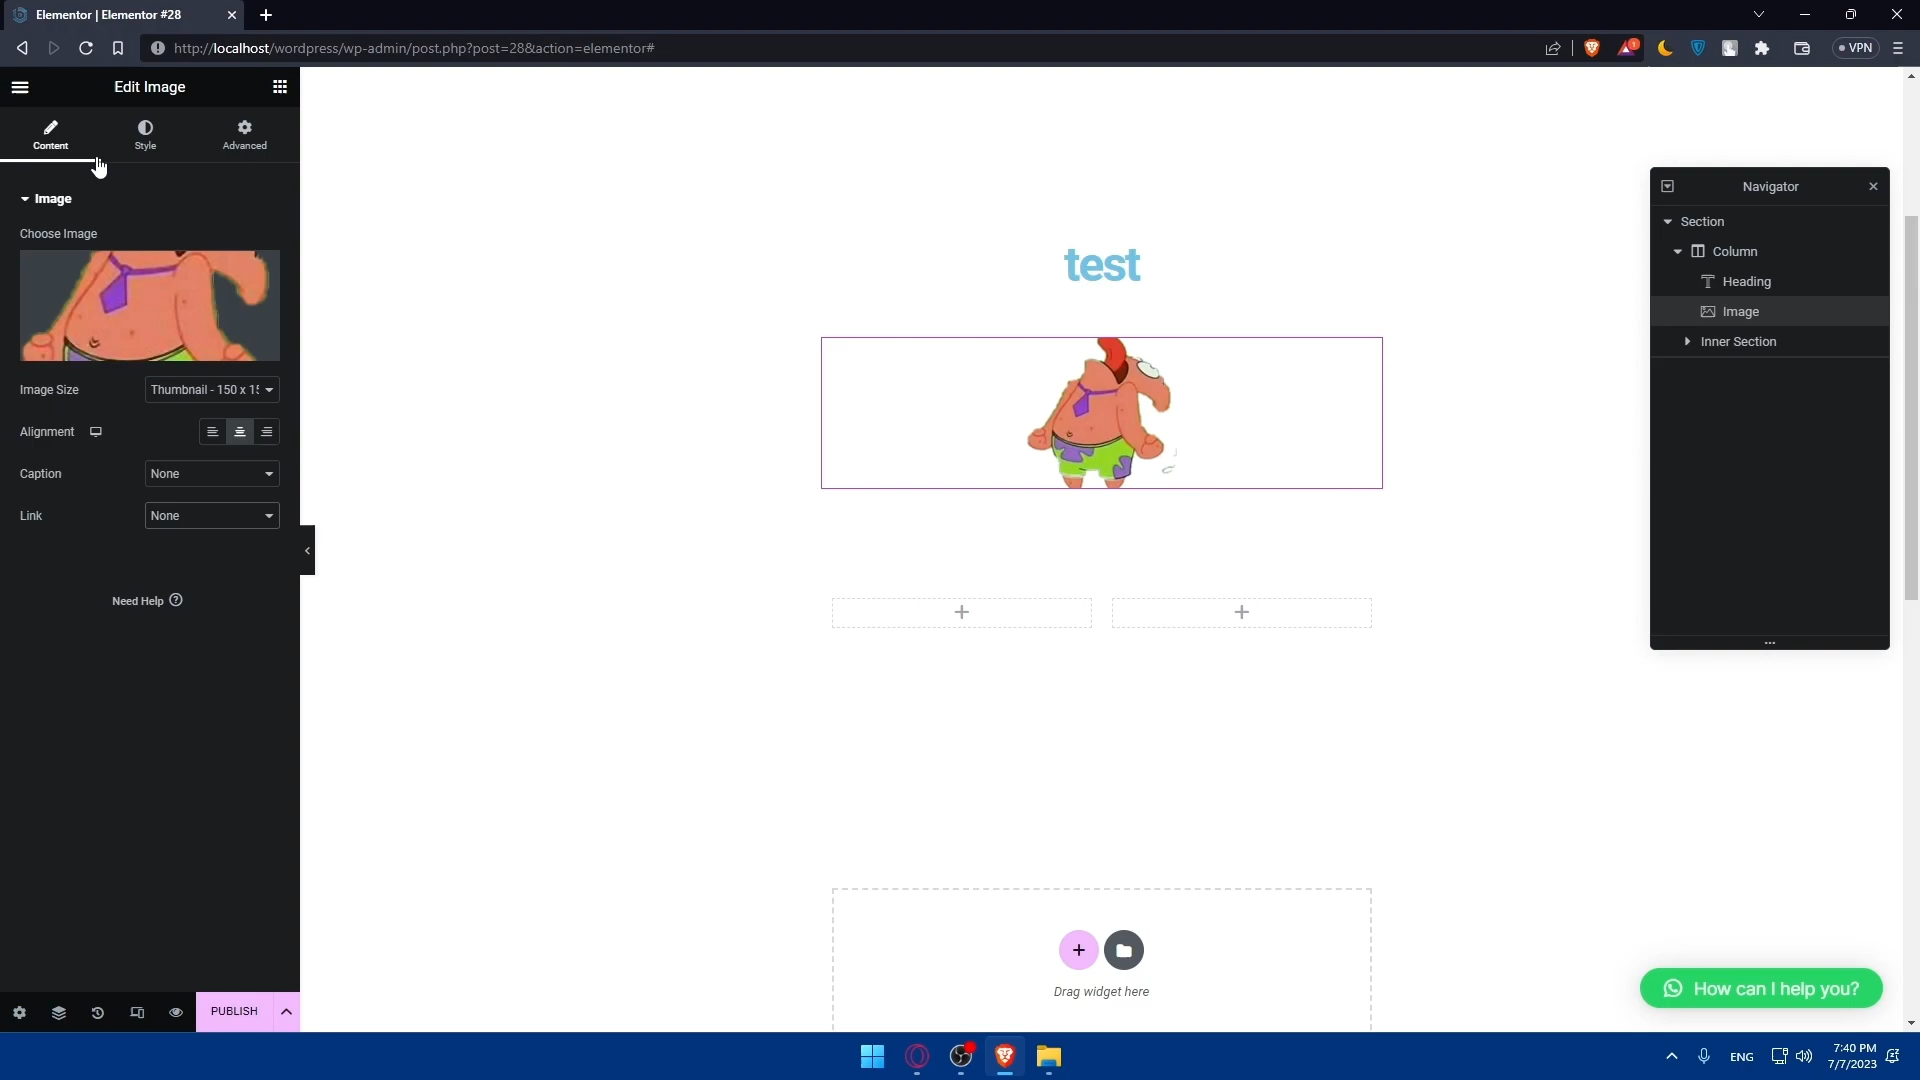 Elementor | Elementor #28
http://localhost/wordpress/wp-admin/post.php?post=28&action=elementor#
VPN
Edit Image
Content
Style
Advanced
Image
Choose Image
Image Size
Thumbnail - 150 x 15
Alignment
Caption
None
Link
None
Need Help
PUBLISH
test
Drag widget here
Navigator
Section
Column
Heading
Image
Inner Section
How can I help you?
ENG
7:40 PM
7/7/2023